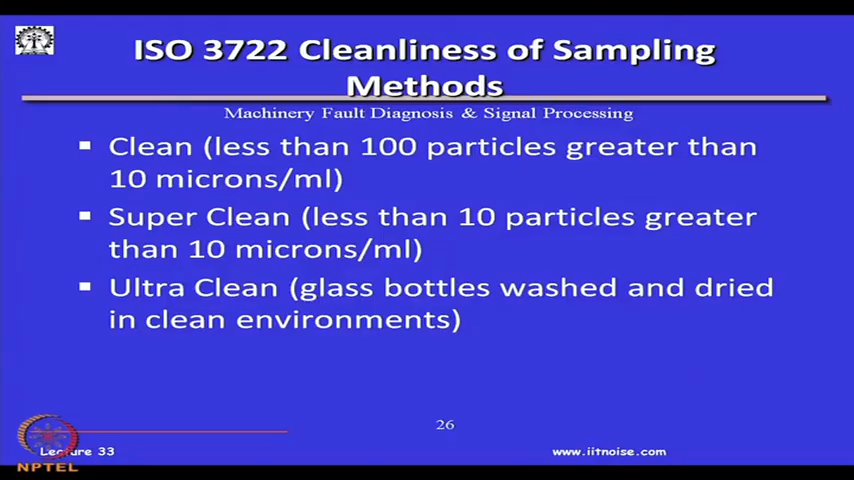 ISO 3722 Cleanliness of Sampling
Methods
Machinery Fault Diagnosis & Signal Processing
Clean (less than 100 particles greater than
10 microns/ml)
Super Clean (less than 10 particles greater
than 10 microns/ml)
Ultra Clean (glass bottles washed and dried
in clean environments)
26
Lecture 33
www.iitnoise.com
NPTEL